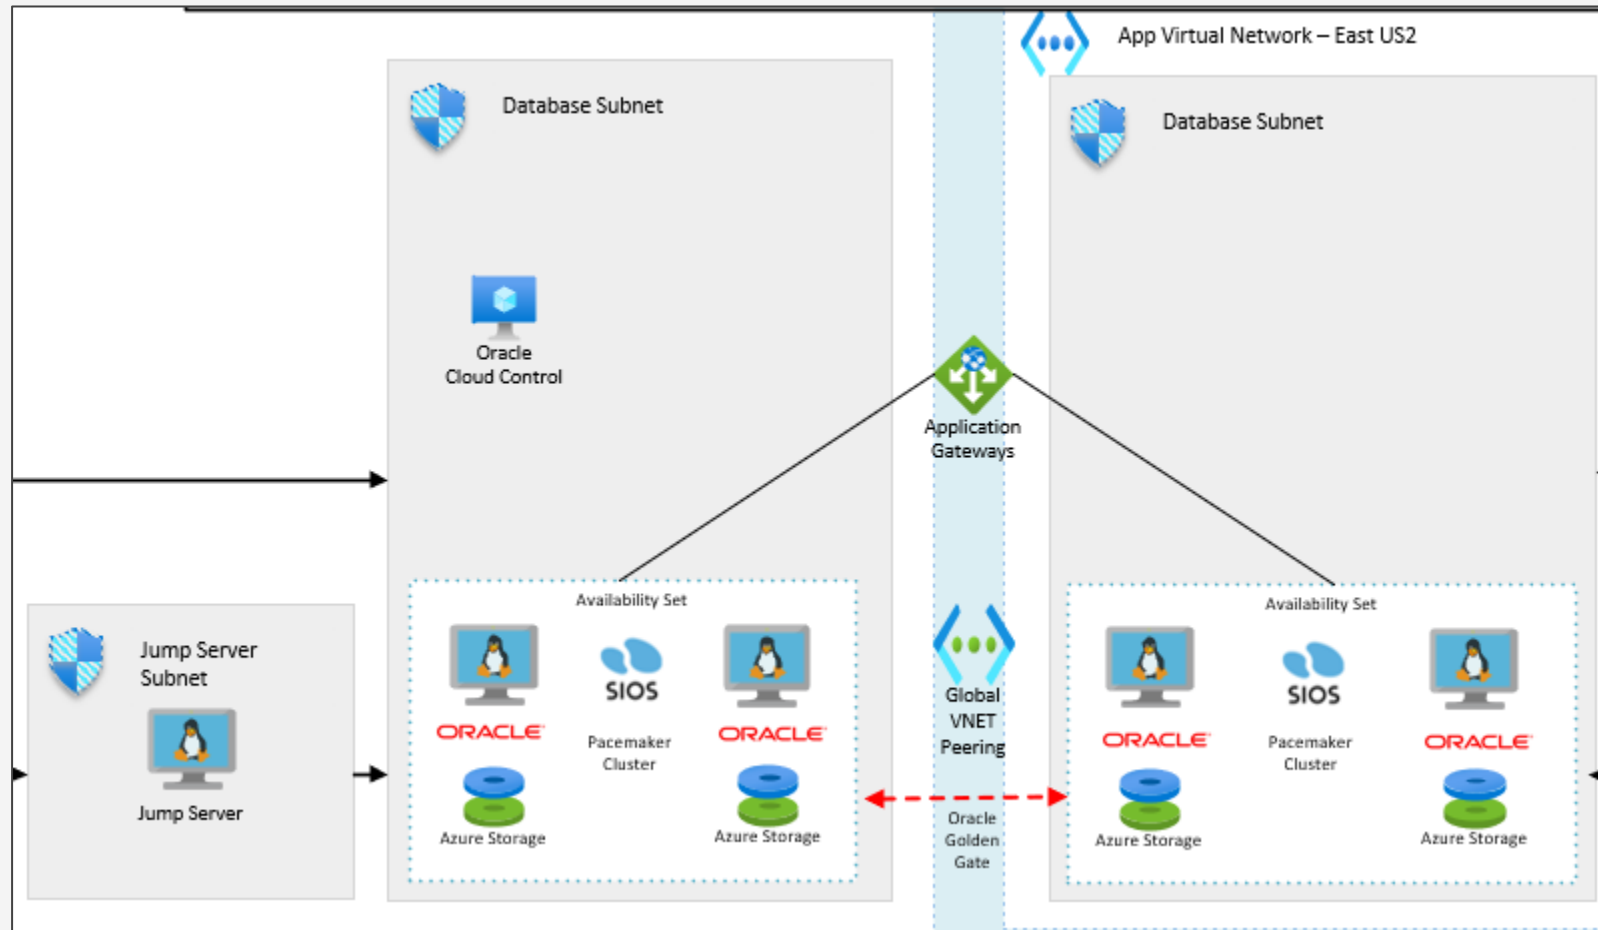 App Virtual Network – East US2
Database Subnet
Database Subnet
Oracle
Cloud Control
Application
Gateways
Availability Set
SIOS
ORACLE
ORACLE
Pacemaker
Cluster
Azure Storage
Azure Storage
Jump Server
Subnet
Jump Server
Global
VNET
Peering
Oracle
Golden
Gate
Availability Set
SIOS
ORACLE
ORACLE
Pacemaker
Cluster
Azure Storage
Azure Storage